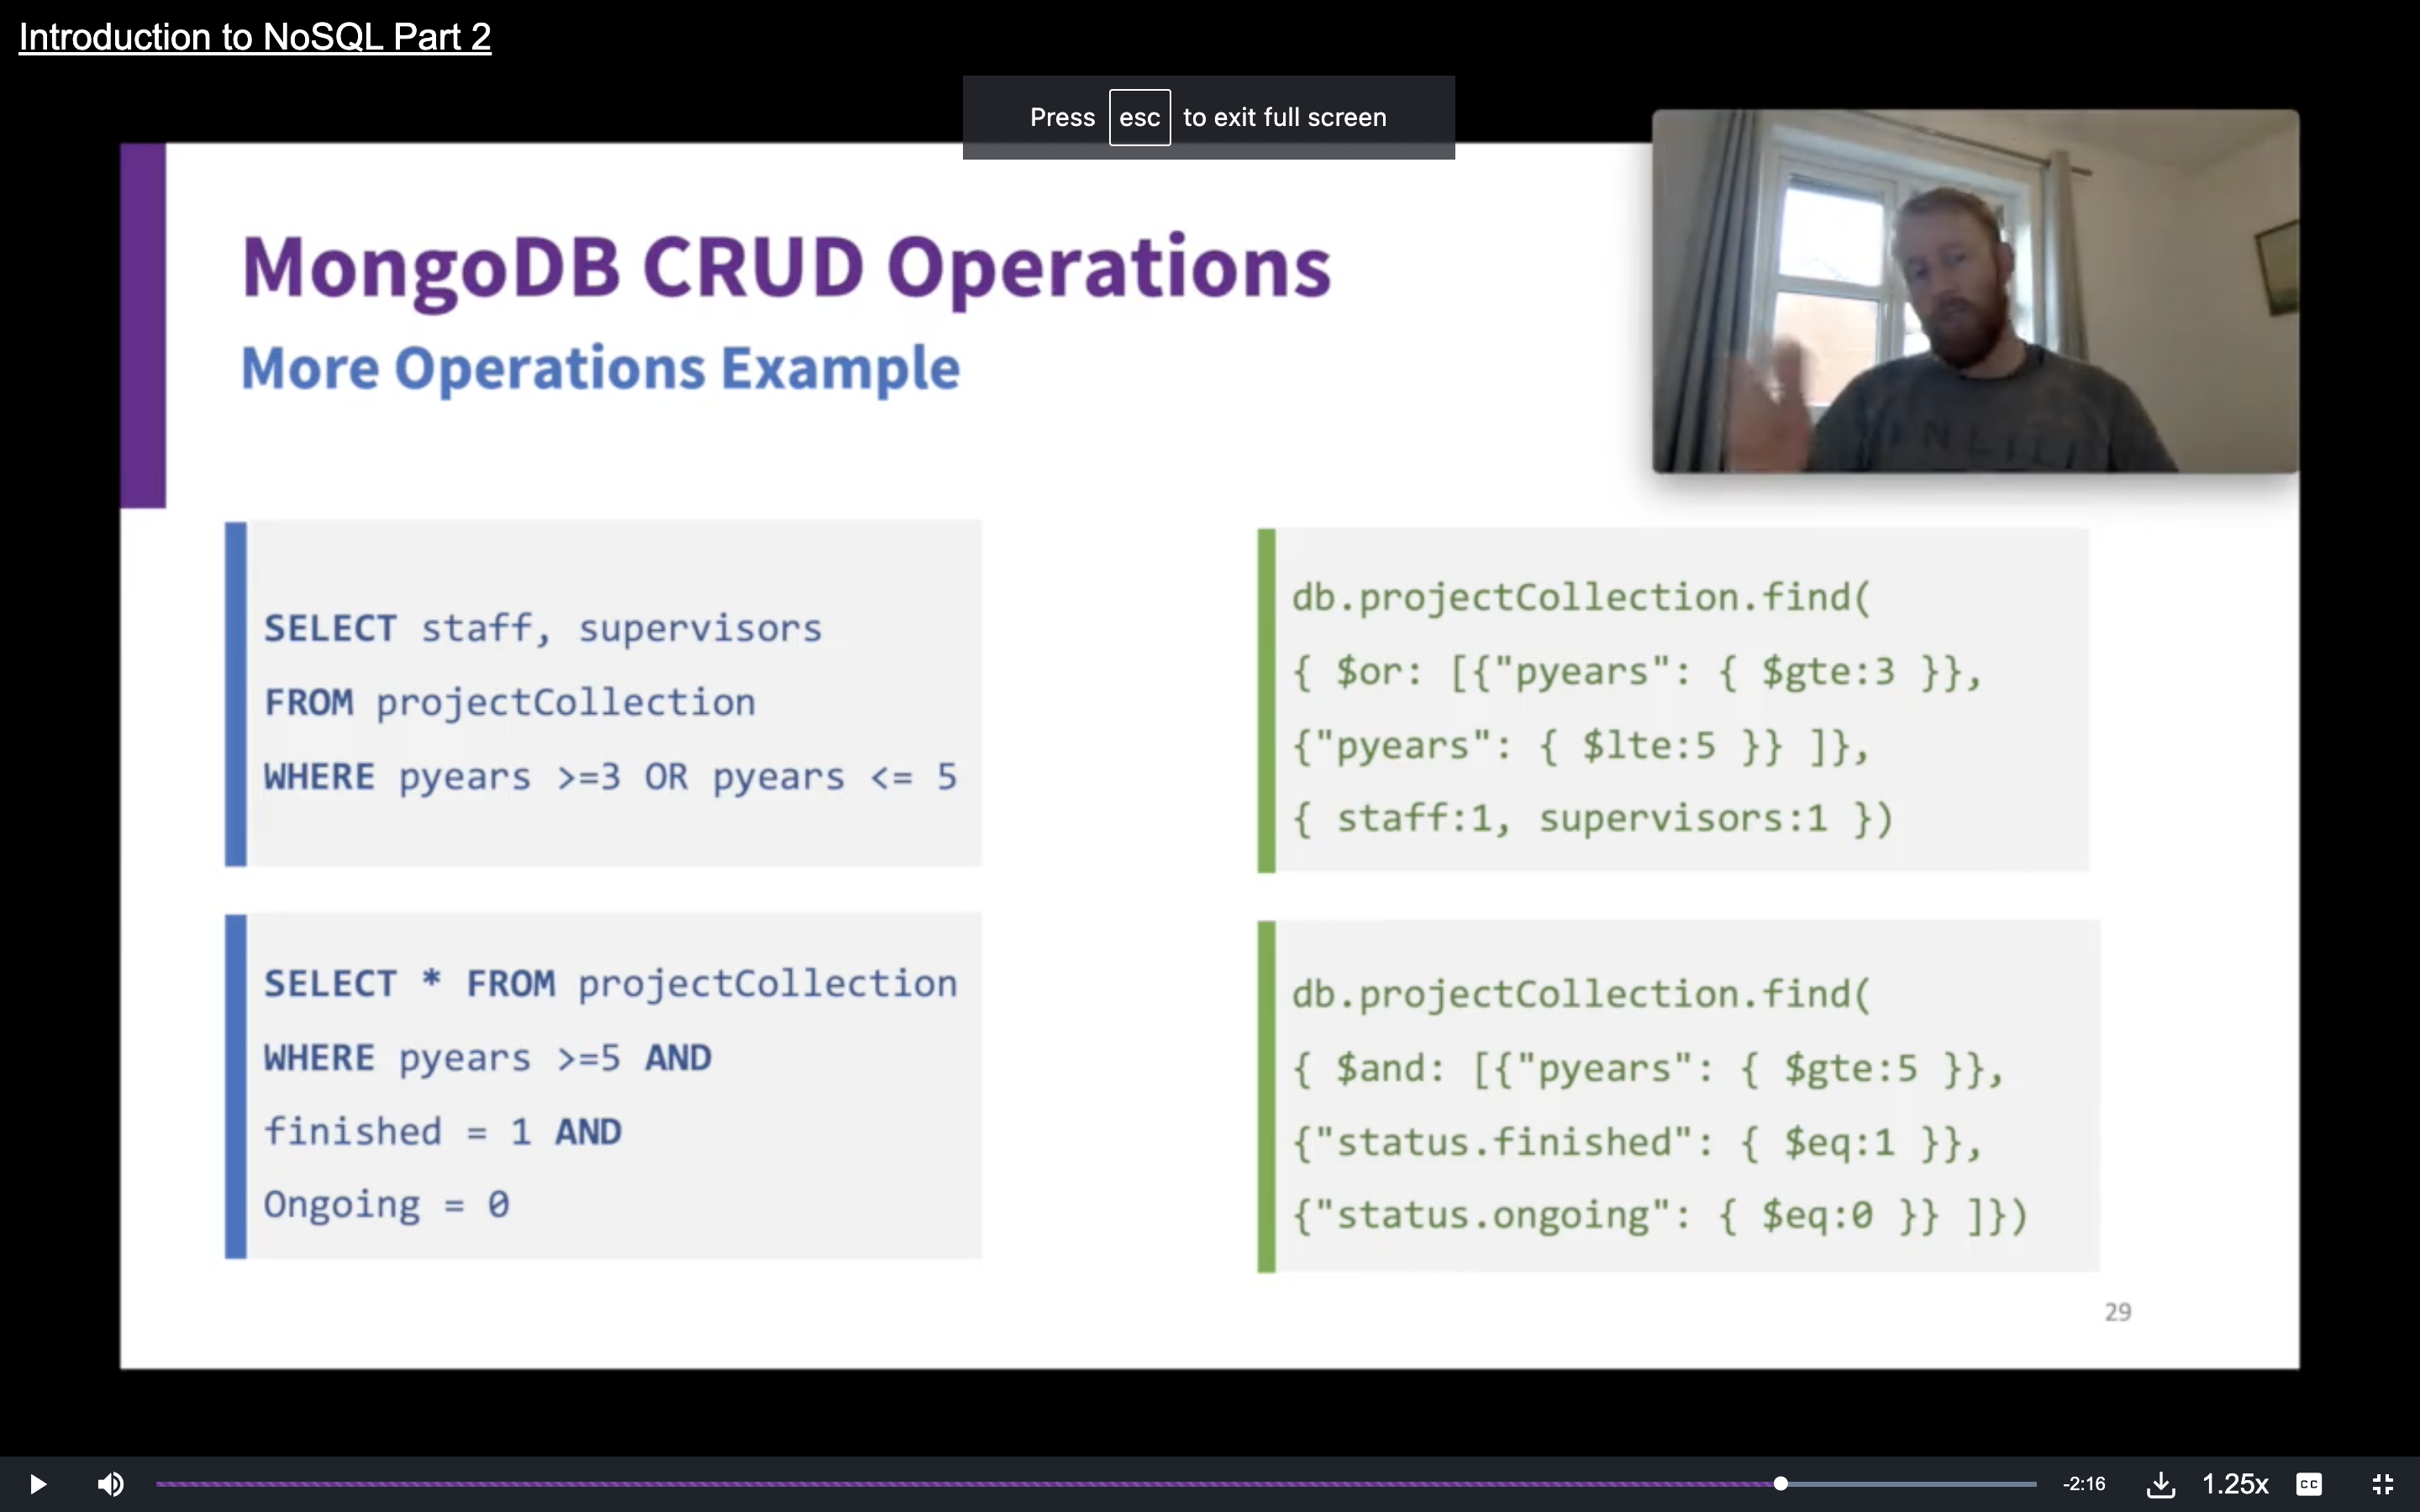 Introduction to NoSQL Part 2
Press esc to exit full screen
MongoDB CRUD Operations
More Operations Example
SELECT staff, supervisors
FROM projectCollection
WHERE pyears >=3 OR pyears <= 5
db.projectCollection.find(
{ $or: [{"pyears": { $gte:3 }},
{"pyears": { $lte:5 }} ]},
{ staff:1, supervisors:1 })
SELECT * FROM projectCollection
WHERE pyears >=5 AND
finished = 1 AND
Ongoing = 0
db.projectCollection.find(
{ $and: [{"pyears": { $gte:5 }},
{"status.finished": { $eq:1 }},
{"status.ongoing": { $eq:0 }} ]})
29
-2:16
1.25x
CC